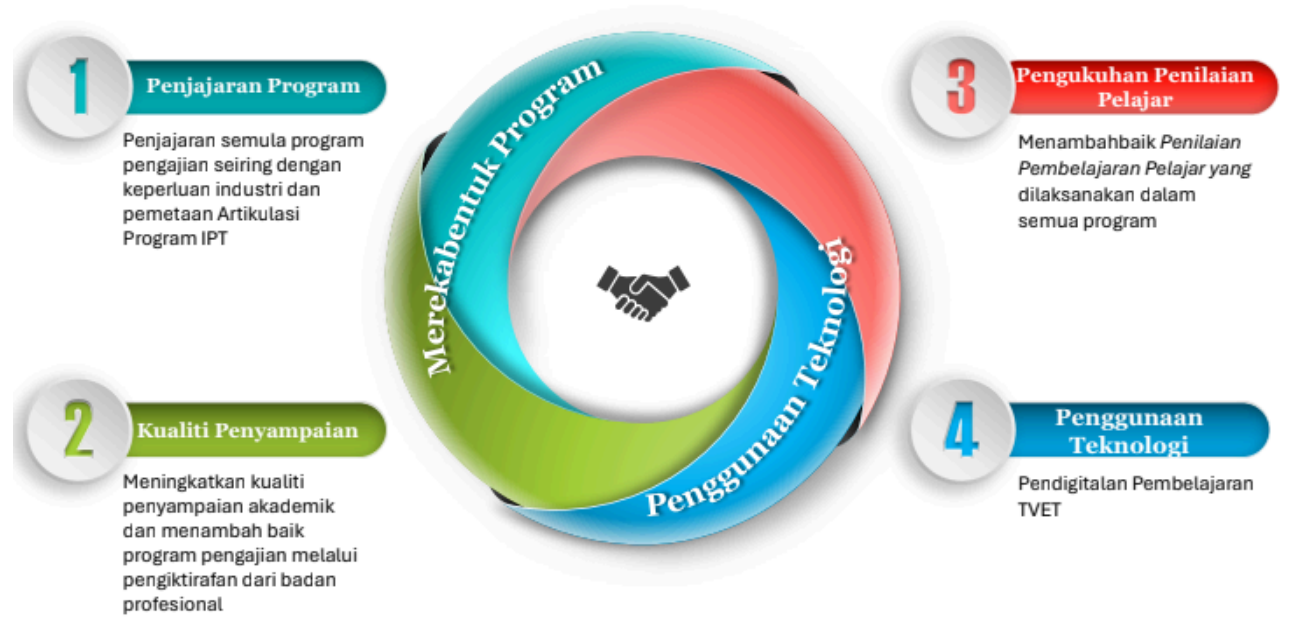 1
Penjajaran Program
Penjajaran semula program
pengajian seiring dengan
keperluan industri dan
pemetaan Artikulasi
Program IPT
2
Kualiti Penyampaian
Meningkatkan kualiti
penyampaian akademik
dan menambah baik
program pengajian melalui
pengiktirafan dari badan
profesional
Merekabentuk Program
Penggunaan Teknologi
3
Pengukuhan Penilaian
Pelajar
Menambahbaik Penilaian
Pembelajaran Pelajar yang
dilaksanakan dalam
semua program
4
Penggunaan
Teknologi
Pendigitalan Pembelajaran
TVET